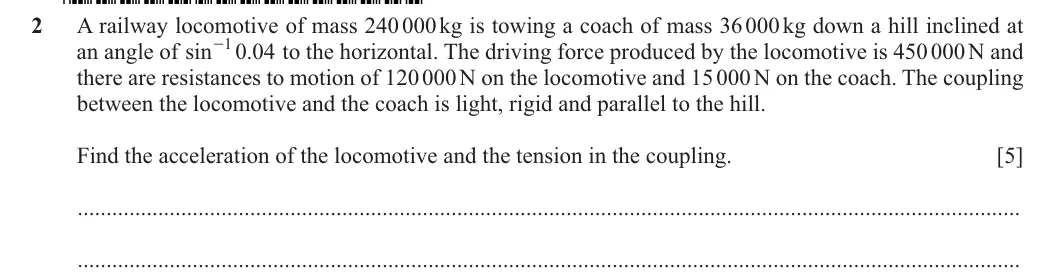 2 A railway locomotive of mass 240 000 kg is towing a coach of mass 36 000 kg down a hill inclined at
an angle of sin⁻¹ 0.04 to the horizontal. The driving force produced by the locomotive is 450 000 N and
there are resistances to motion of 120 000 N on the locomotive and 15 000 N on the coach. The coupling
between the locomotive and the coach is light, rigid and parallel to the hill.
Find the acceleration of the locomotive and the tension in the coupling. [5]